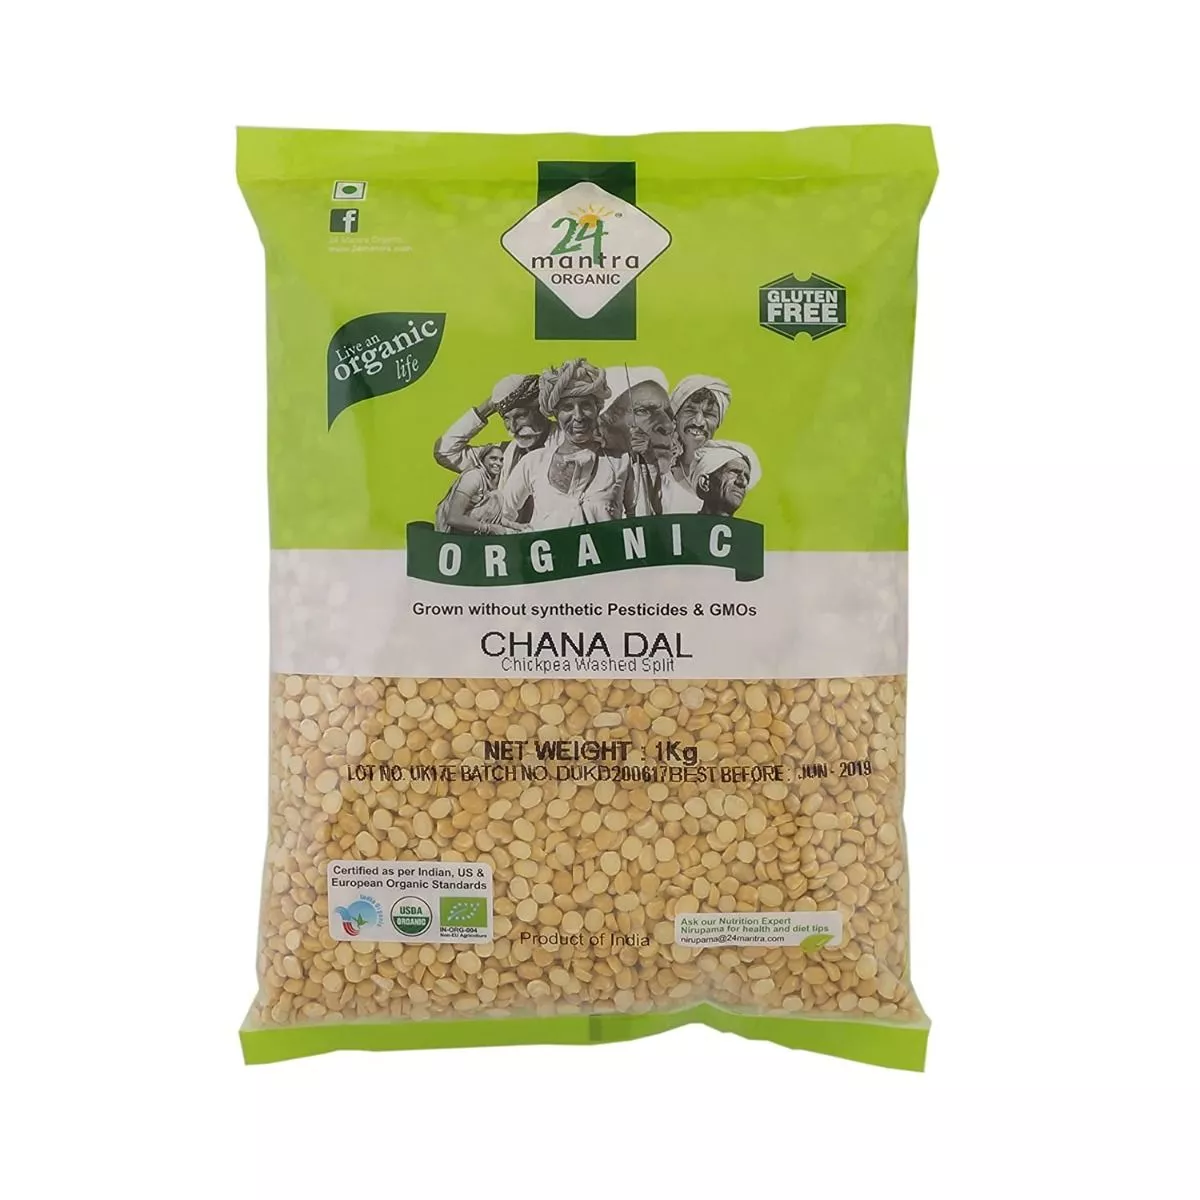 24
mantra
ORGANIC
f
GLUTEN
FREE
Live an
organic
life
ORGANIC
Grown without synthetic Pesticides & GMOs
CHANA DAL
Chickpea Washed Split
NET WEIGHT : 1Kg
LOT NO. UK17E BATCH NO. DUKD200617 BEST BEFORE : JUN - 2019
Certified as per Indian, US &
European Organic Standards
India Organic
USDA
ORGANIC
IN-ORG-004
Non-EU Agriculture
Product of India
Ask our Nutrition Expert
Nirupama for health and diet tips
nirupama@24mantra.com